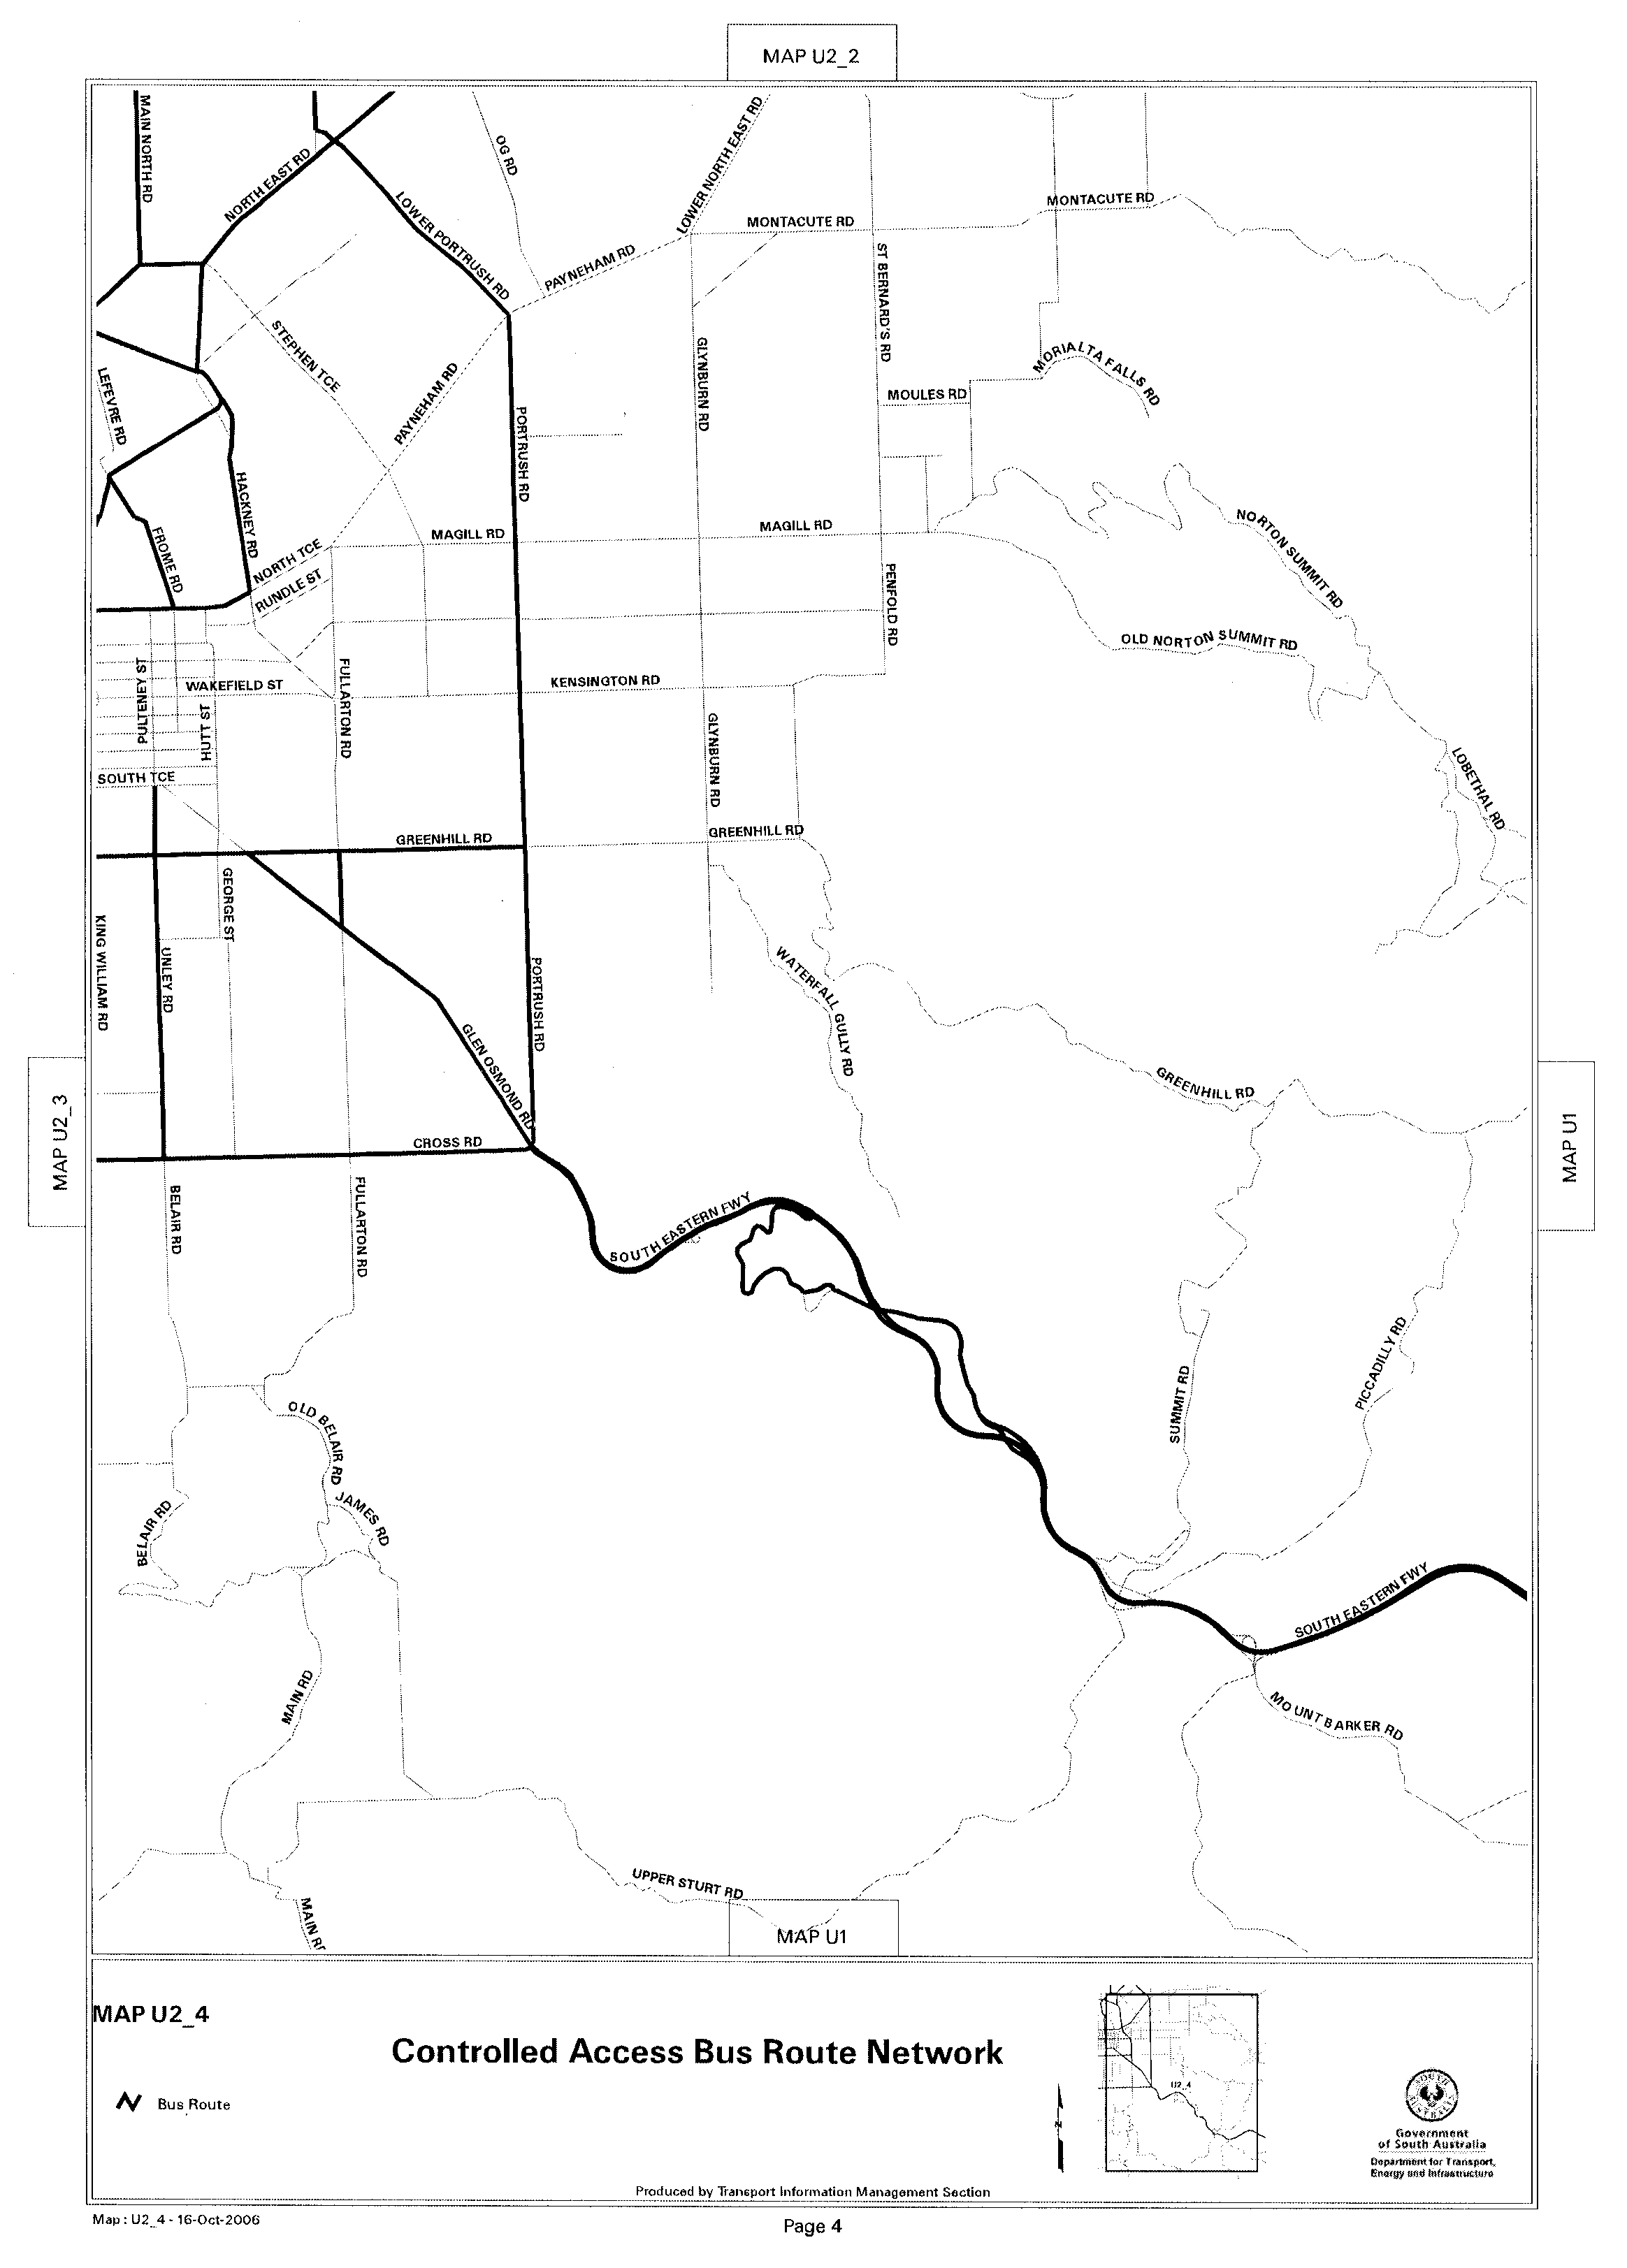 MAP U2_2
MAIN NORTH RD
NORTH EAST RD
OG RD
LOWER NORTH EAST RD
LOWER PORTRUSH RD
MONTACUTE RD
MONTACUTE RD
PAYNEHAM RD
ST BERNARD'S RD
STEPHEN TCE
GLYNBURN RD
MORIALTA FALLS RD
LEFEVRE RD
PAYNEHAM RD
MOULES RD
PORTRUSH RD
HACKNEY RD
NORTON SUMMIT RD
FROME RD
MAGILL RD
MAGILL RD
NORTH TCE
RUNDLE ST
PENFOLD RD
OLD NORTON SUMMIT RD
PULTENEY ST
WAKEFIELD ST
FULLARTON RD
KENSINGTON RD
HUTT ST
GLYNBURN RD
LOBETHAL RD
SOUTH TCE
GREENHILL RD
GREENHILL RD
GEORGE ST
KING WILLIAM RD
UNLEY RD
PORTRUSH RD
WATERFALL GULLY RD
GLEN OSMOND RD
GREENHILL RD
MAP U2_3
MAP U1
CROSS RD
BELAIR RD
FULLARTON RD
SOUTH EASTERN FWY
SUMMIT RD
PICCADILLY RD
OLD BELAIR RD
JAMES RD
BELAIR RD
SOUTH EASTERN FWY
MAIN RD
MOUNT BARKER RD
UPPER STURT RD
MAIN RD
MAP U1
MAP U2_4
Controlled Access Bus Route Network
Bus Route
N
U2_4
SOUTH
AUSTRALIA
Government
of South Australia
Department for Transport,
Energy and Infrastructure
Produced by Transport Information Management Section
Map : U2_4 - 16-Oct-2006
Page 4